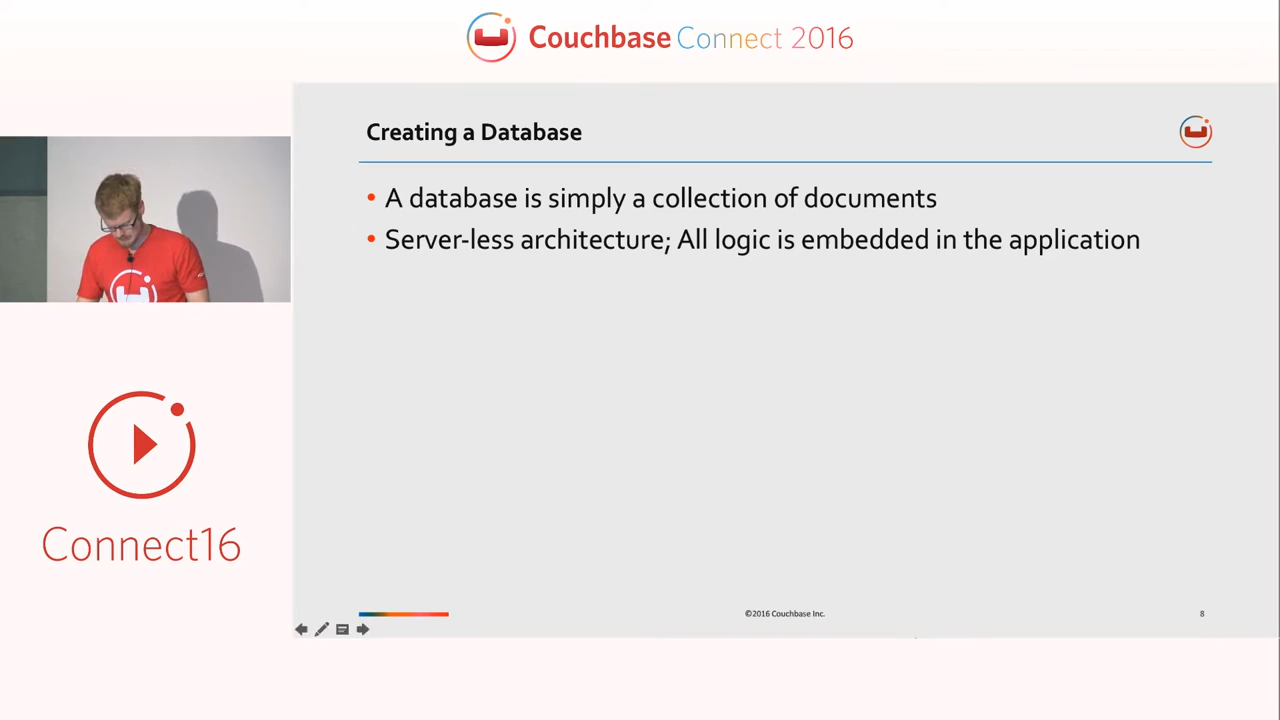 Couchbase Connect 2016
Creating a Database
• A database is simply a collection of documents
• Server-less architecture; All logic is embedded in the application
Connect16
©2016 Couchbase Inc.
8